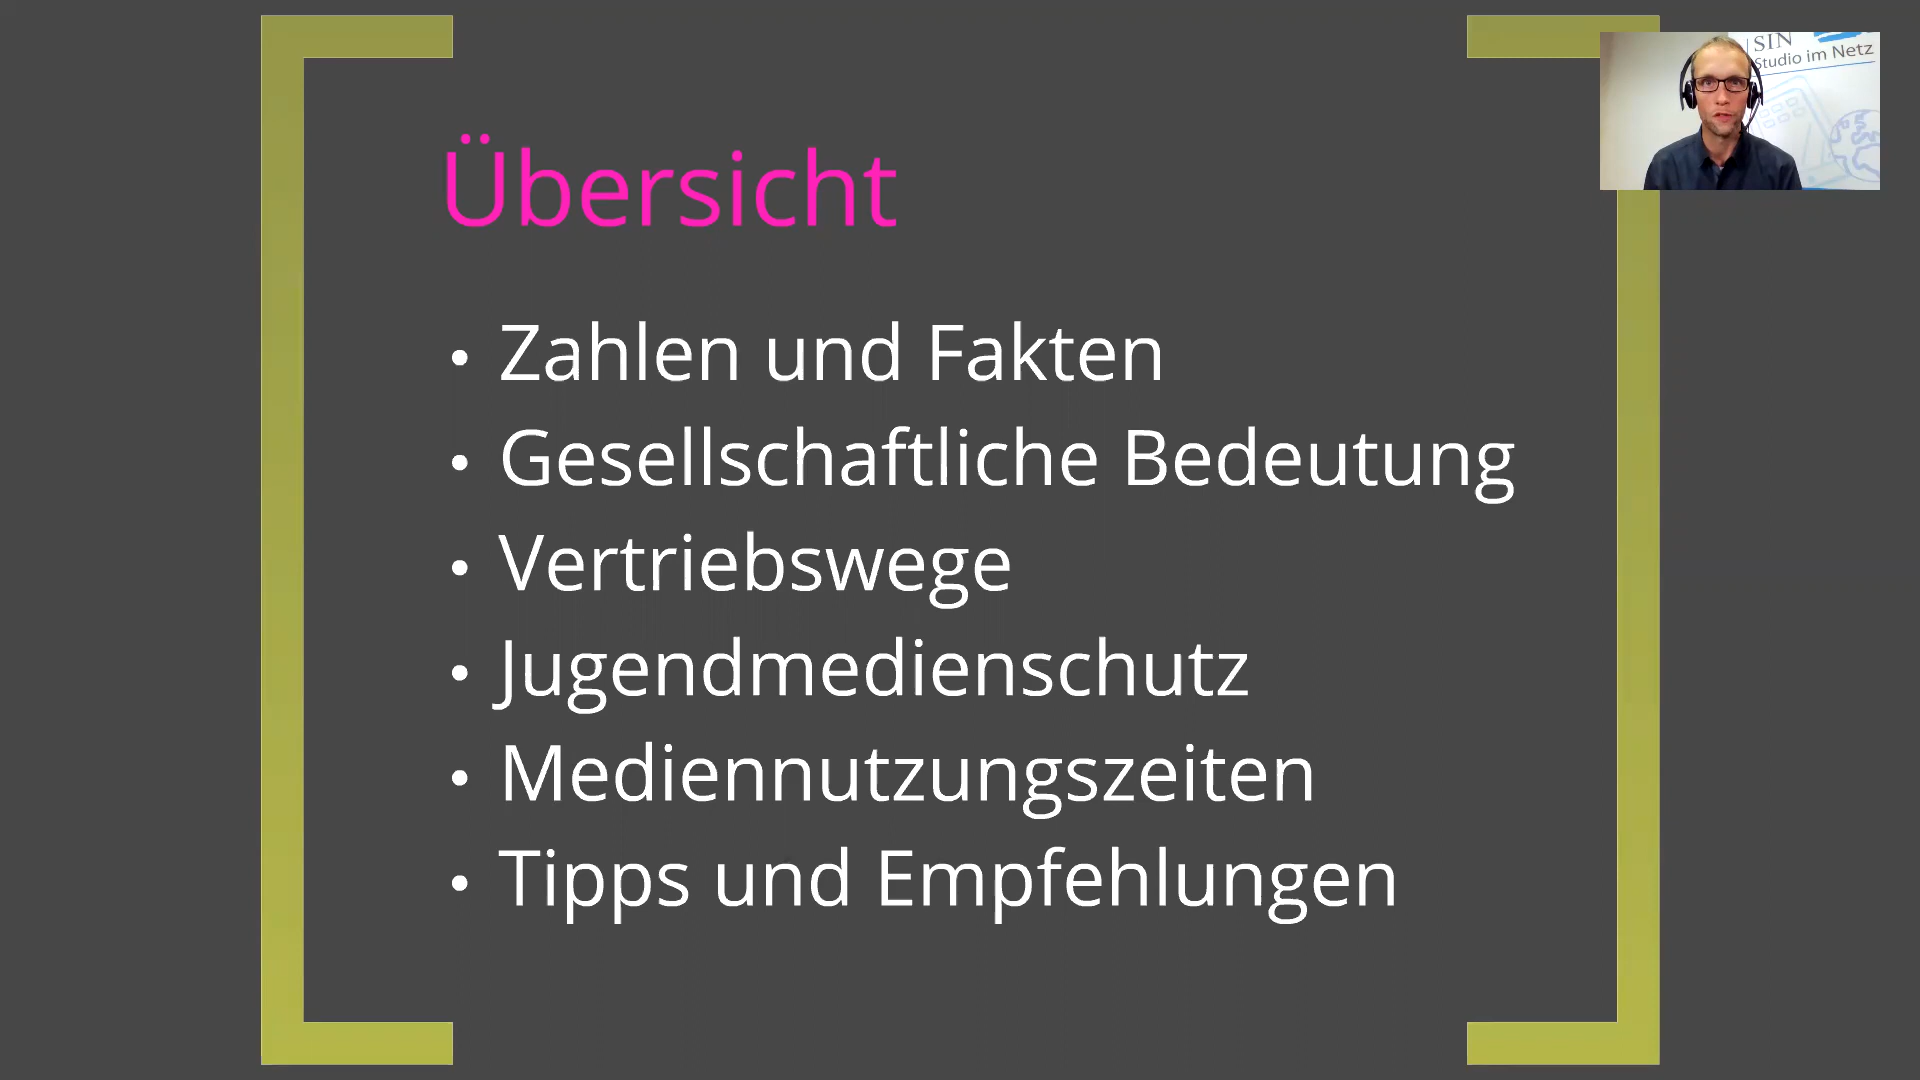 SIN
Studio im Netz
Übersicht
• Zahlen und Fakten
• Gesellschaftliche Bedeutung
• Vertriebswege
• Jugendmedienschutz
• Mediennutzungszeiten
• Tipps und Empfehlungen